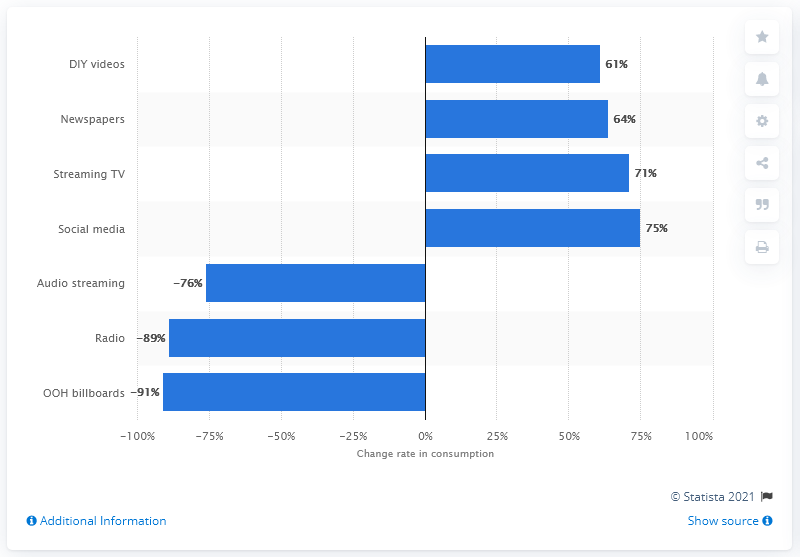 DIY videos 61%
Newspapers 64%
Streaming TV 71%
Social media 75%
Audio streaming −76%
Radio −89%
OOH billboards −91%
−100% −75% −50% −25% 0% 25% 50% 75% 100%
Change rate in consumption
© Statista 2021
Additional Information Show source